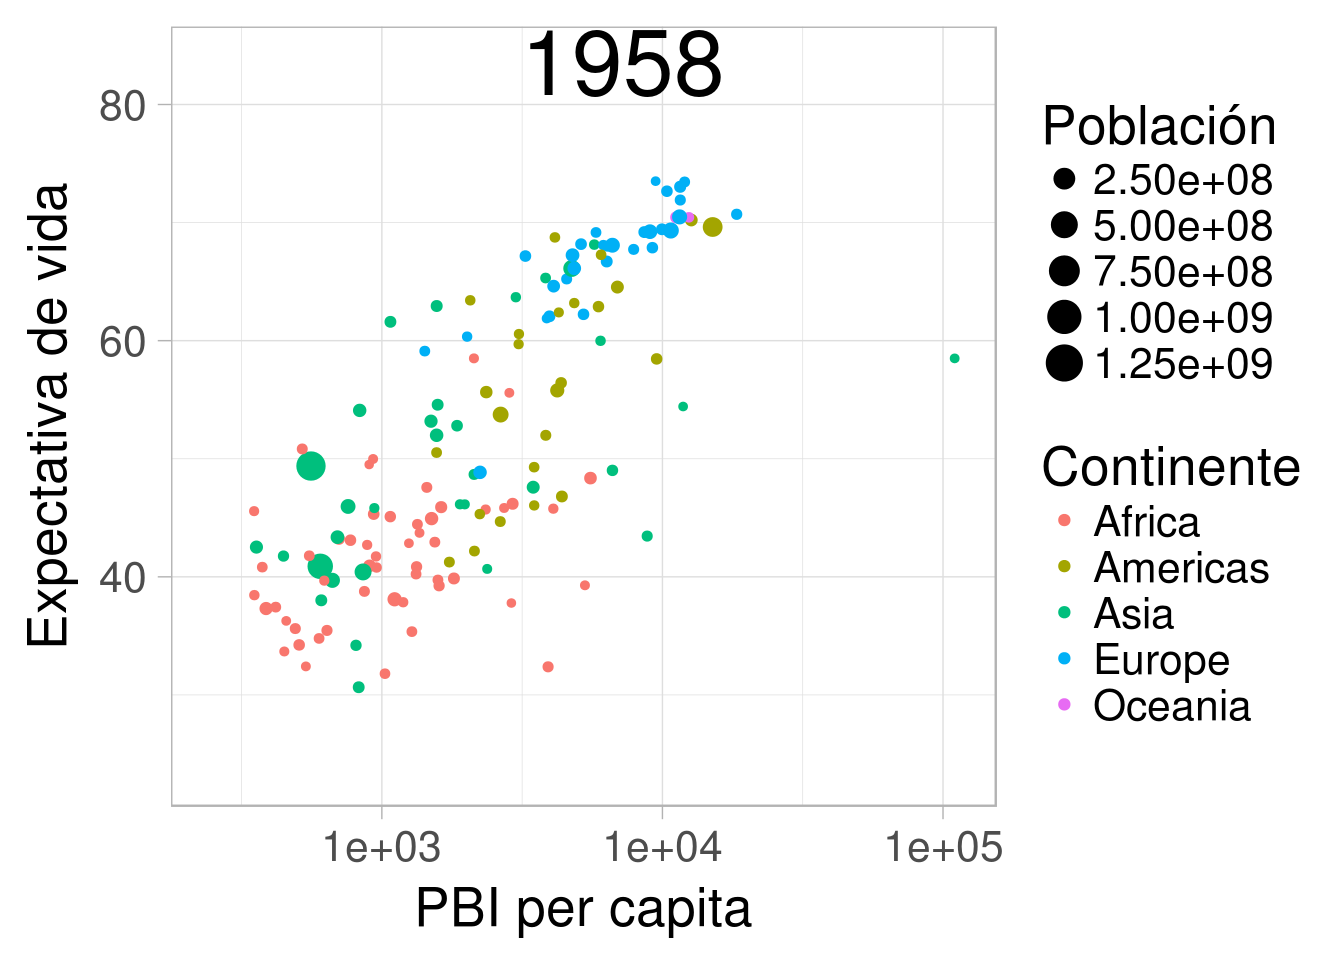 1958
Expectativa de vida
80
60
40
1e+03 1e+04 1e+05
PBI per capita
Población
2.50e+08
5.00e+08
7.50e+08
1.00e+09
1.25e+09
Continente
Africa
Americas
Asia
Europe
Oceania